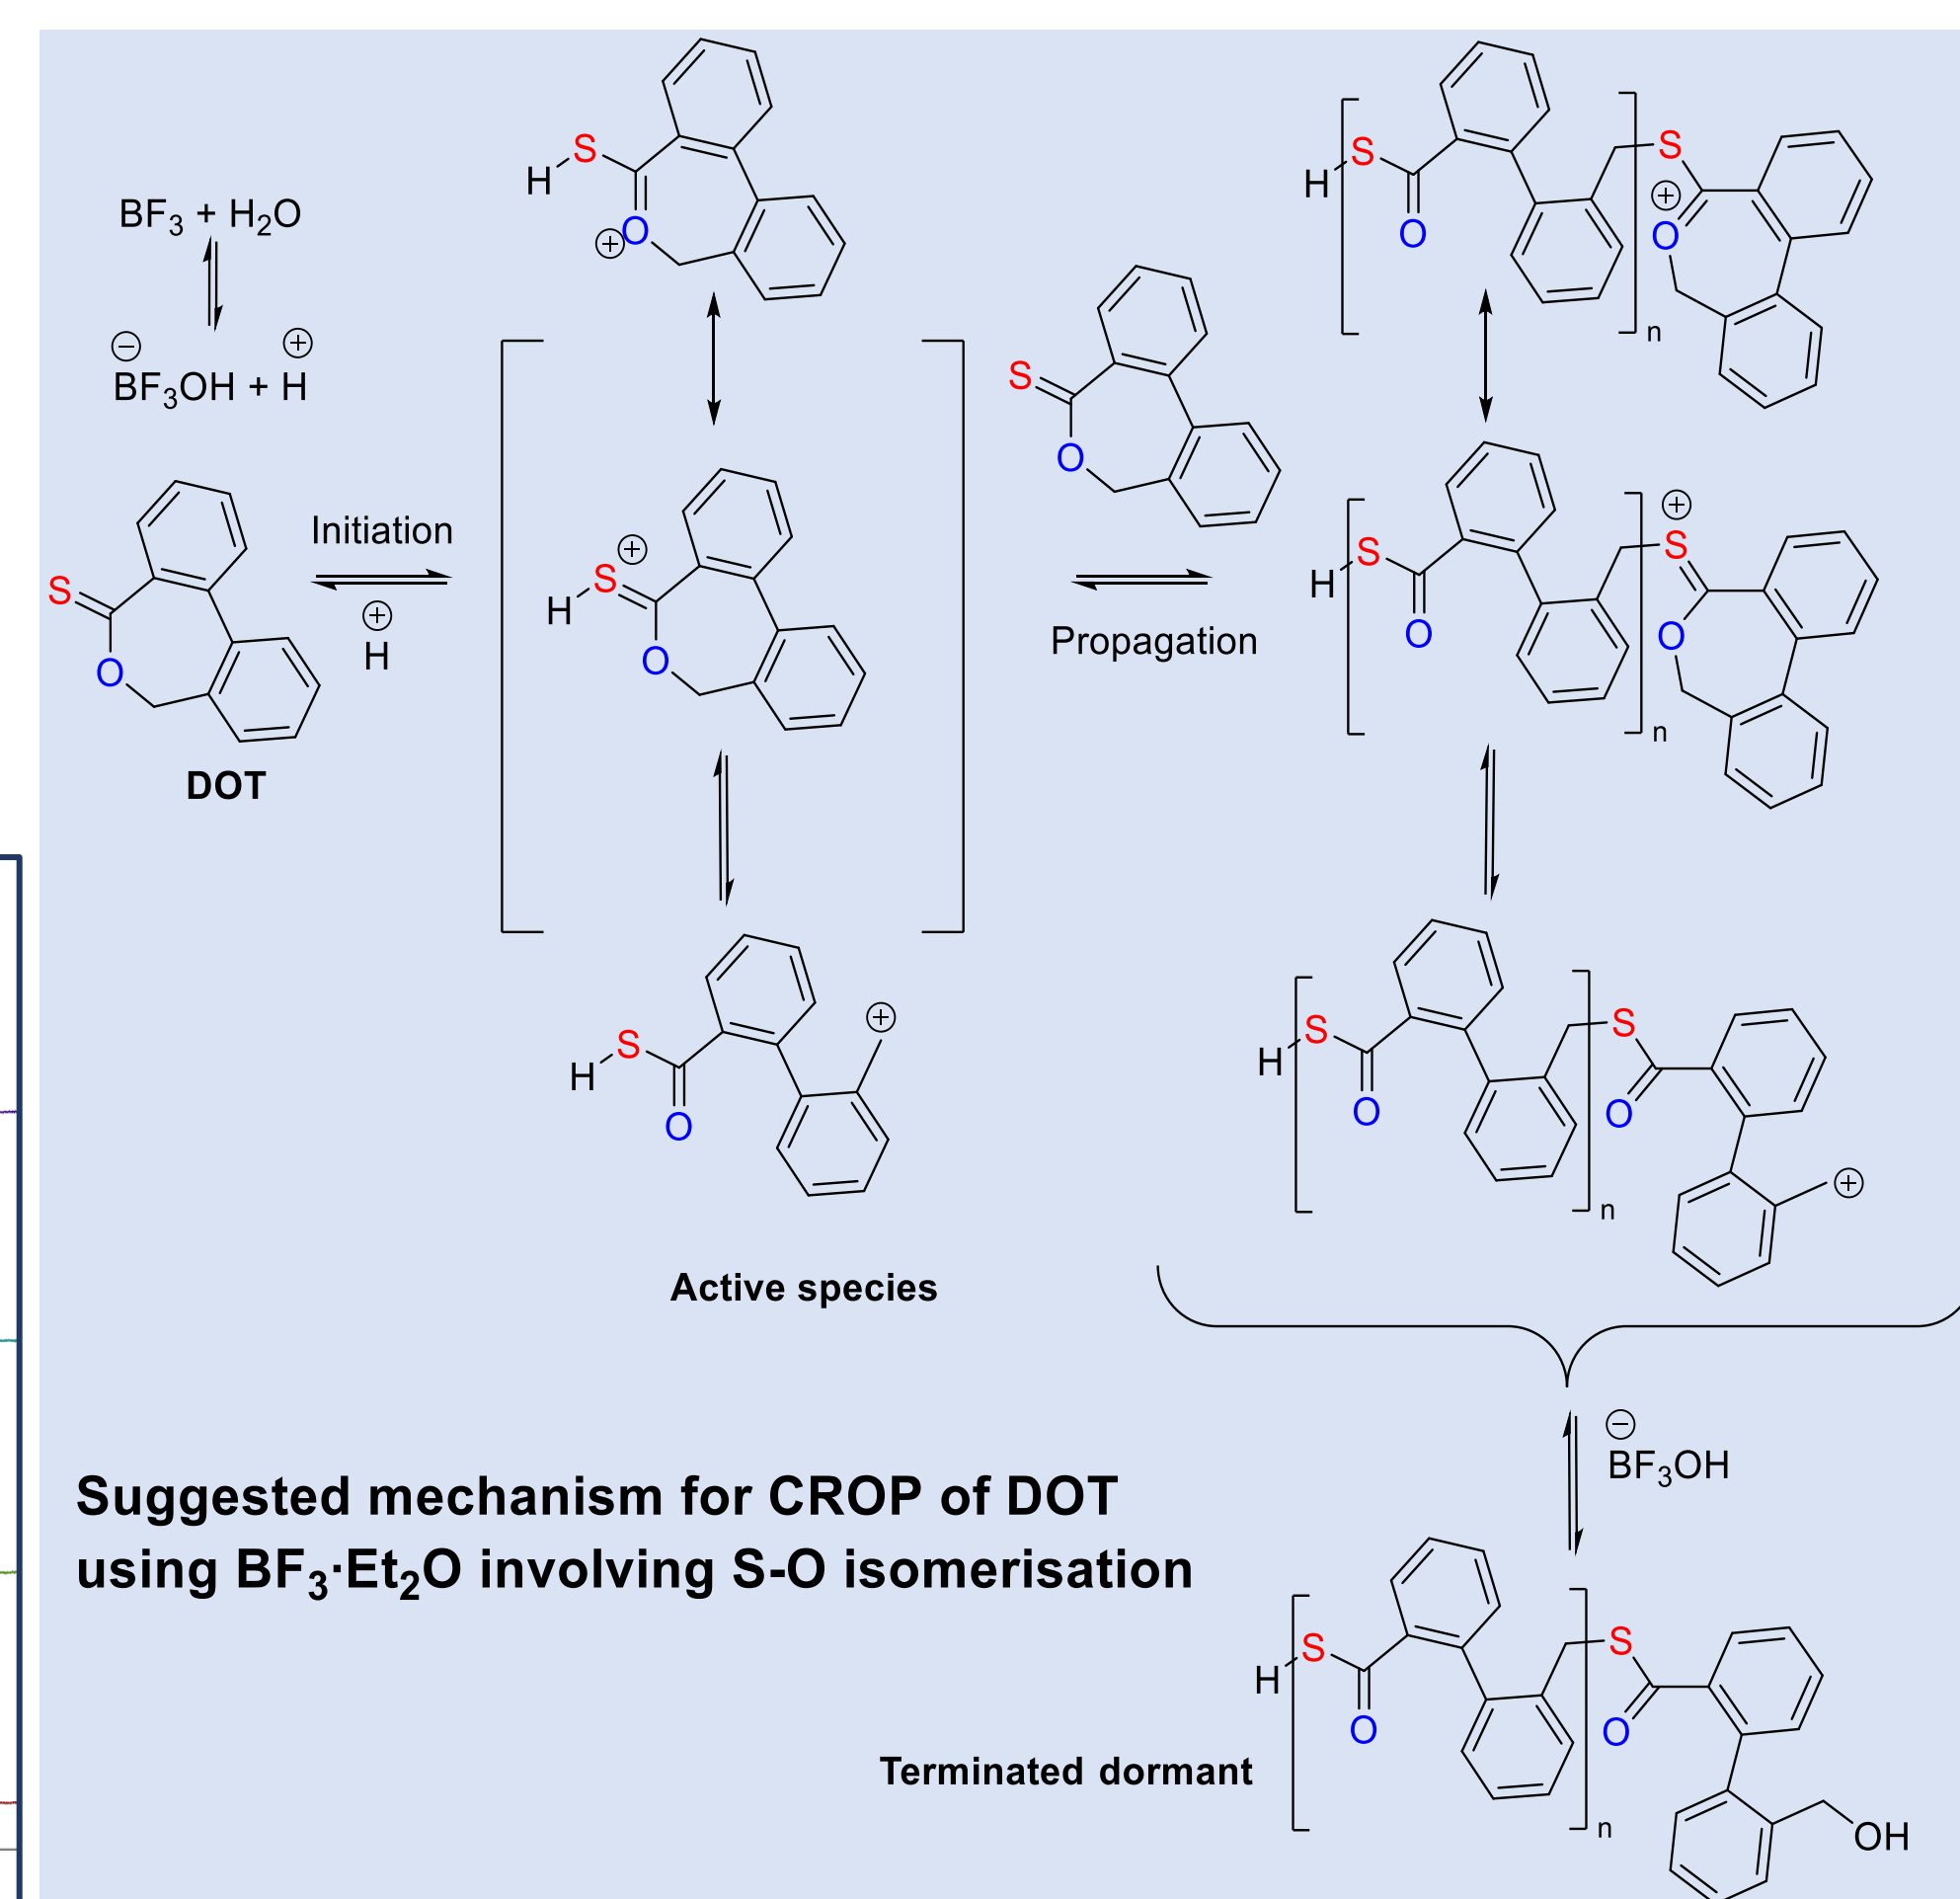 H
S
O
⊕
H
S
O
n
S
⊕
O
BF₃ + H₂O
⊖ ⊕
BF₃OH + H
S
O
DOT
Initiation
⊕
H
H
S
⊕
O
S
O
Propagation
H
S
O
n
⊕
S
O
H
S
O
⊕
Active species
H
S
O
n
S
O
⊕
⊖
BF₃OH
Suggested mechanism for CROP of DOT
using BF₃·Et₂O involving S-O isomerisation
H
S
O
n
S
O
OH
Terminated dormant